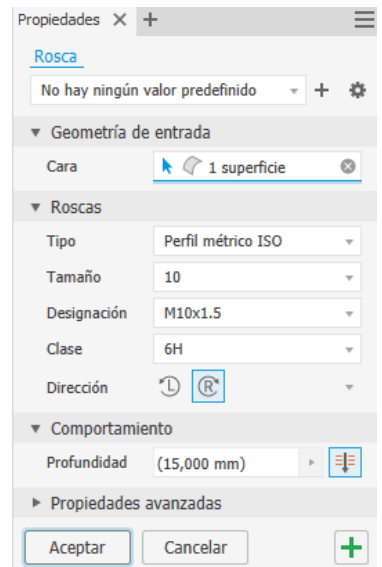 Propiedades × +
Rosca
No hay ningún valor predefinido
Geometría de entrada
Cara 1 superficie
Roscas
Tipo Perfil métrico ISO
Tamaño 10
Designación M10x1.5
Clase 6H
Dirección L R
Comportamiento
Profundidad (15,000 mm)
Propiedades avanzadas
Aceptar Cancelar